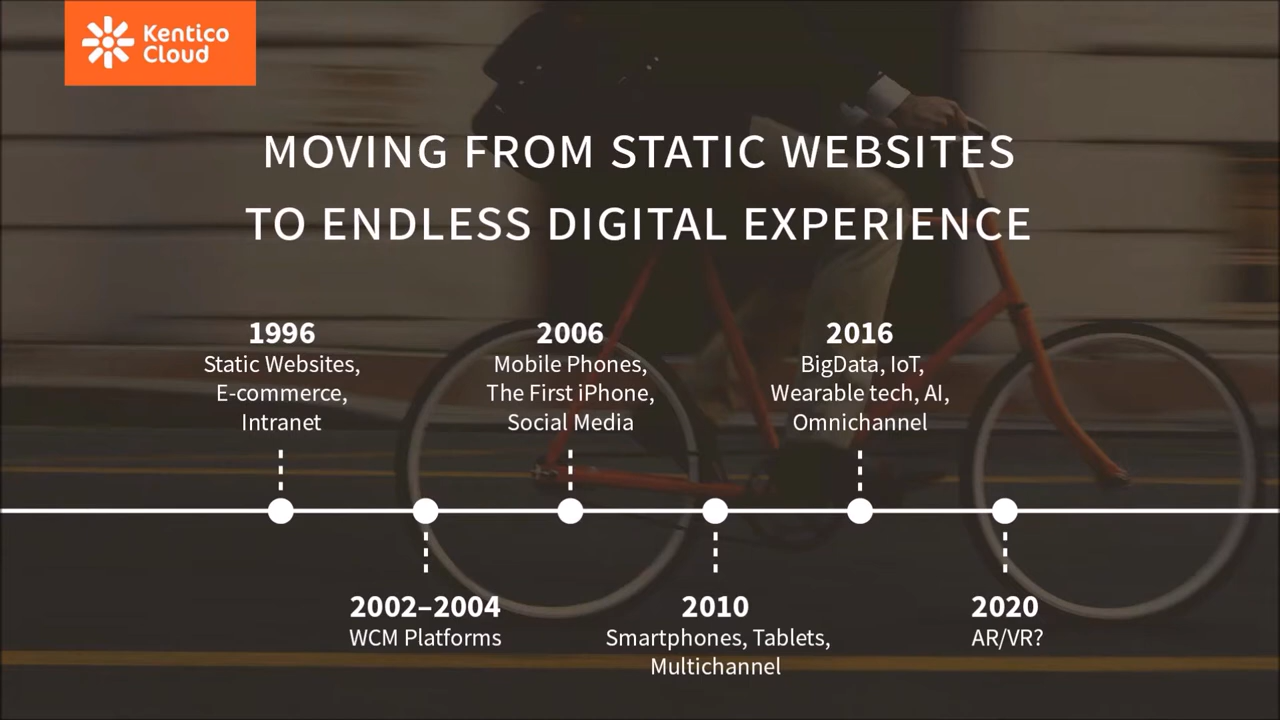 Kentico
Cloud
MOVING FROM STATIC WEBSITES
TO ENDLESS DIGITAL EXPERIENCE
1996
Static Websites,
E-commerce,
Intranet
2002–2004
WCM Platforms
2006
Mobile Phones,
The First iPhone,
Social Media
2010
Smartphones, Tablets,
Multichannel
2016
BigData, IoT,
Wearable tech, AI,
Omnichannel
2020
AR/VR?